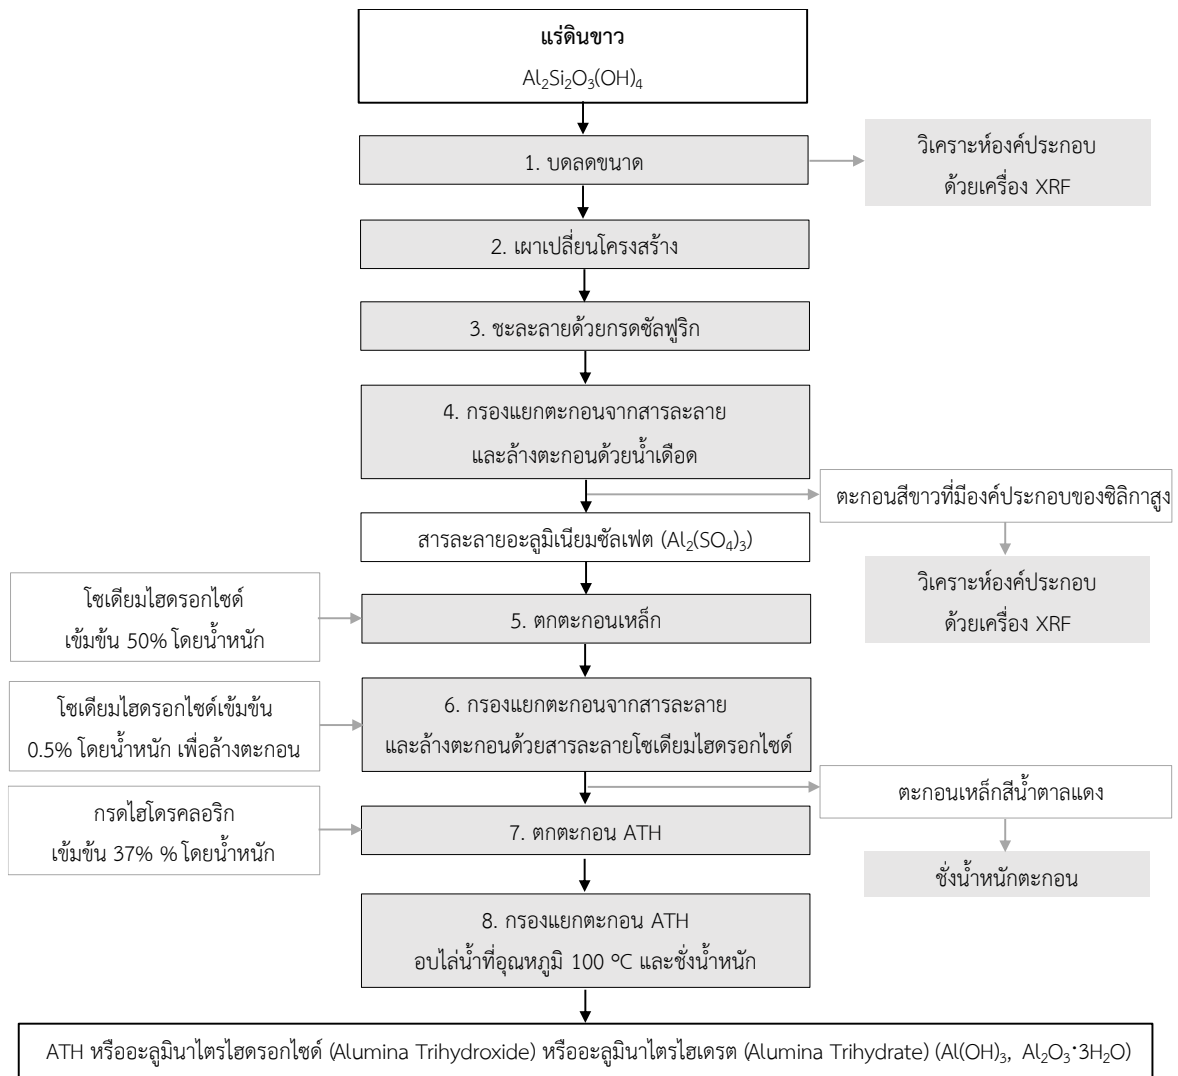 แร่ดินขาว
Al₂Si₂O₃(OH)₄
1. บดลดขนาด
วิเคราะห์องค์ประกอบ
ด้วยเครื่อง XRF
2. เผาเปลี่ยนโครงสร้าง
3. ชะละลายด้วยกรดซัลฟูริก
4. กรองแยกตะกอนจากสารละลาย
และล้างตะกอนด้วยน้ำเดือด
ตะกอนสีขาวที่มีองค์ประกอบของซิลิกาสูง
สารละลายอะลูมิเนียมซัลเฟต (Al₂(SO₄)₃)
วิเคราะห์องค์ประกอบ
ด้วยเครื่อง XRF
โซเดียมไฮดรอกไซด์
เข้มข้น 50% โดยน้ำหนัก
5. ตกตะกอนเหล็ก
โซเดียมไฮดรอกไซด์เข้มข้น
0.5% โดยน้ำหนัก เพื่อล้างตะกอน
6. กรองแยกตะกอนจากสารละลาย
และล้างตะกอนด้วยสารละลายโซเดียมไฮดรอกไซด์
ตะกอนเหล็กสีน้ำตาลแดง
กรดไฮโดรคลอริก
เข้มข้น 37% % โดยน้ำหนัก
7. ตกตะกอน ATH
ชั่งน้ำหนักตะกอน
8. กรองแยกตะกอน ATH
อบไล่น้ำที่อุณหภูมิ 100 ºC และชั่งน้ำหนัก
ATH หรืออะลูมินาไตรไฮดรอกไซด์ (Alumina Trihydroxide) หรืออะลูมินาไตรไฮเดรต (Alumina Trihydrate) (Al(OH)₃, Al₂O₃·3H₂O)